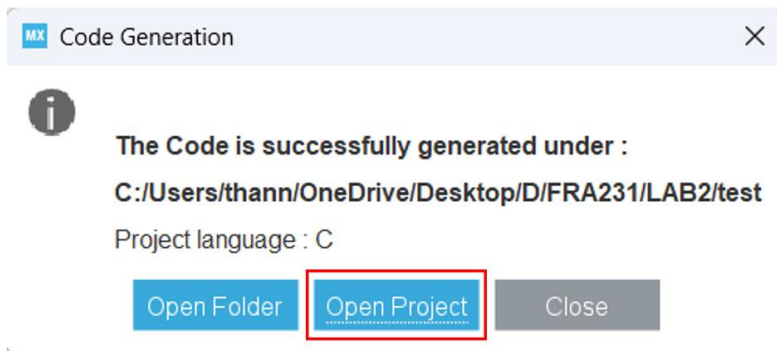 MX Code Generation
The Code is successfully generated under :
C:/Users/thann/OneDrive/Desktop/D/FRA231/LAB2/test
Project language : C
Open Folder Open Project Close